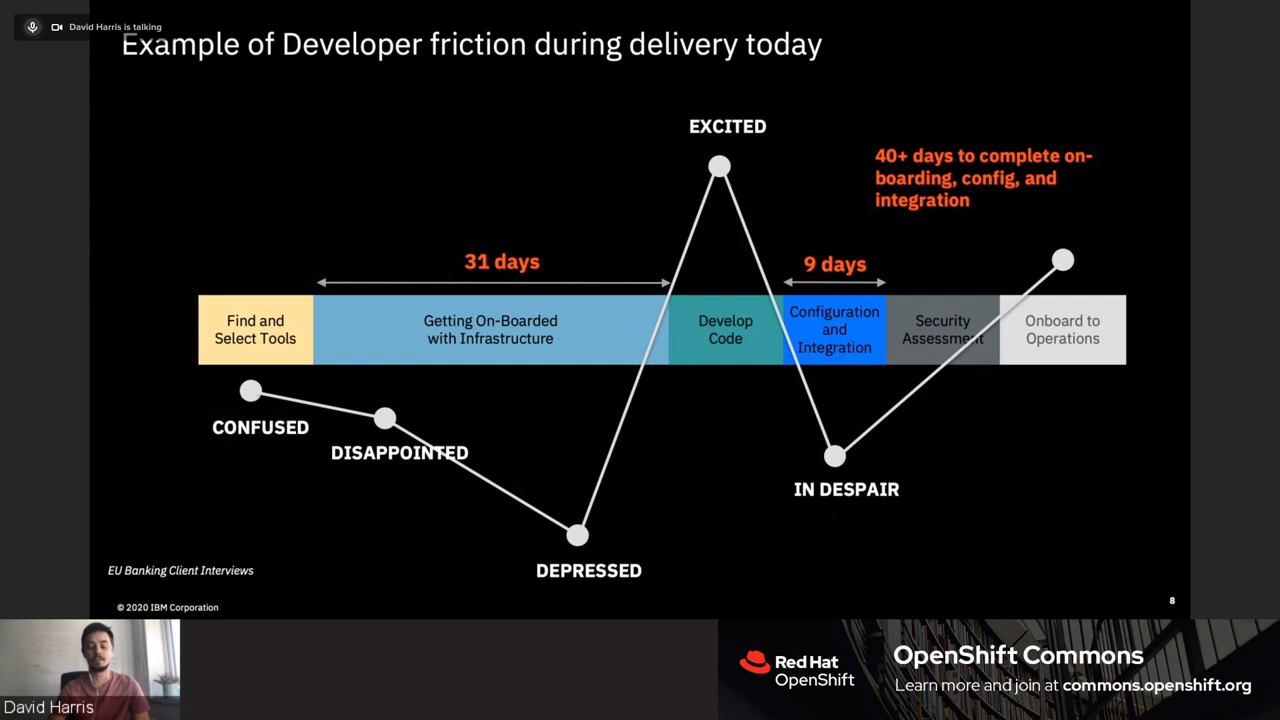 David Harris is talking
Example of Developer friction during delivery today
EXCITED
40+ days to complete on-
boarding, config, and
integration
31 days
9 days
Find and
Select Tools
Getting On-Boarded
with Infrastructure
Develop
Code
Configuration
and
Integration
Security
Assessment
Onboard to
Operations
CONFUSED
DISAPPOINTED
IN DESPAIR
DEPRESSED
EU Banking Client Interviews
© 2020 IBM Corporation
8
David Harris
Red Hat
OpenShift
OpenShift Commons
Learn more and join at commons.openshift.org